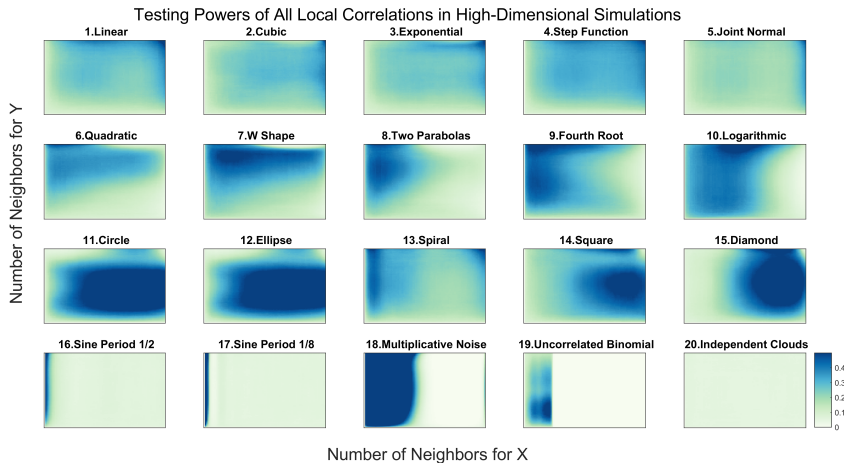 Testing Powers of All Local Correlations in High-Dimensional Simulations
1.Linear
2.Cubic
3.Exponential
4.Step Function
5.Joint Normal
6.Quadratic
7.W Shape
8.Two Parabolas
9.Fourth Root
10.Logarithmic
11.Circle
12.Ellipse
13.Spiral
14.Square
15.Diamond
16.Sine Period 1/2
17.Sine Period 1/8
18.Multiplicative Noise
19.Uncorrelated Binomial
20.Independent Clouds
0.4
0.3
0.2
0.1
0
Number of Neighbors for Y
Number of Neighbors for X